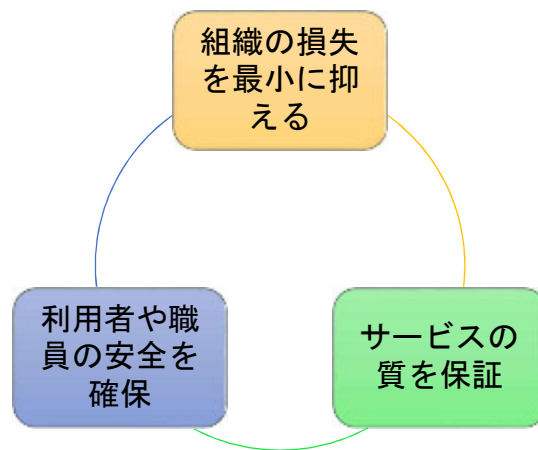 組織の損失
を最小に抑
える
利用者や職
員の安全を
確保
サービスの
質を保証